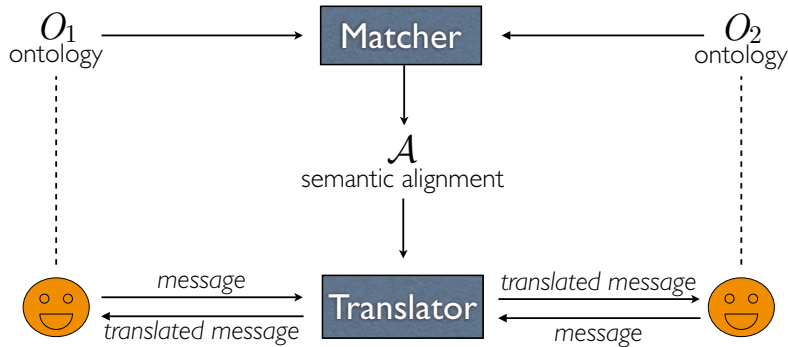 O1
ontology
Matcher
O2
ontology
𝒜
semantic alignment
message
translated message
Translator
translated message
message